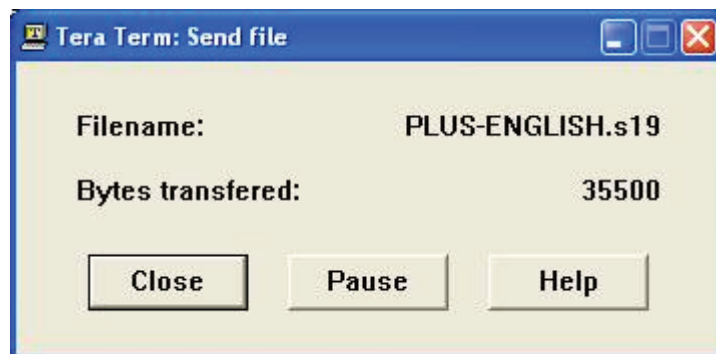 Tera Term: Send file
Filename: PLUS-ENGLISH.s19
Bytes transfered: 35500
Close Pause Help